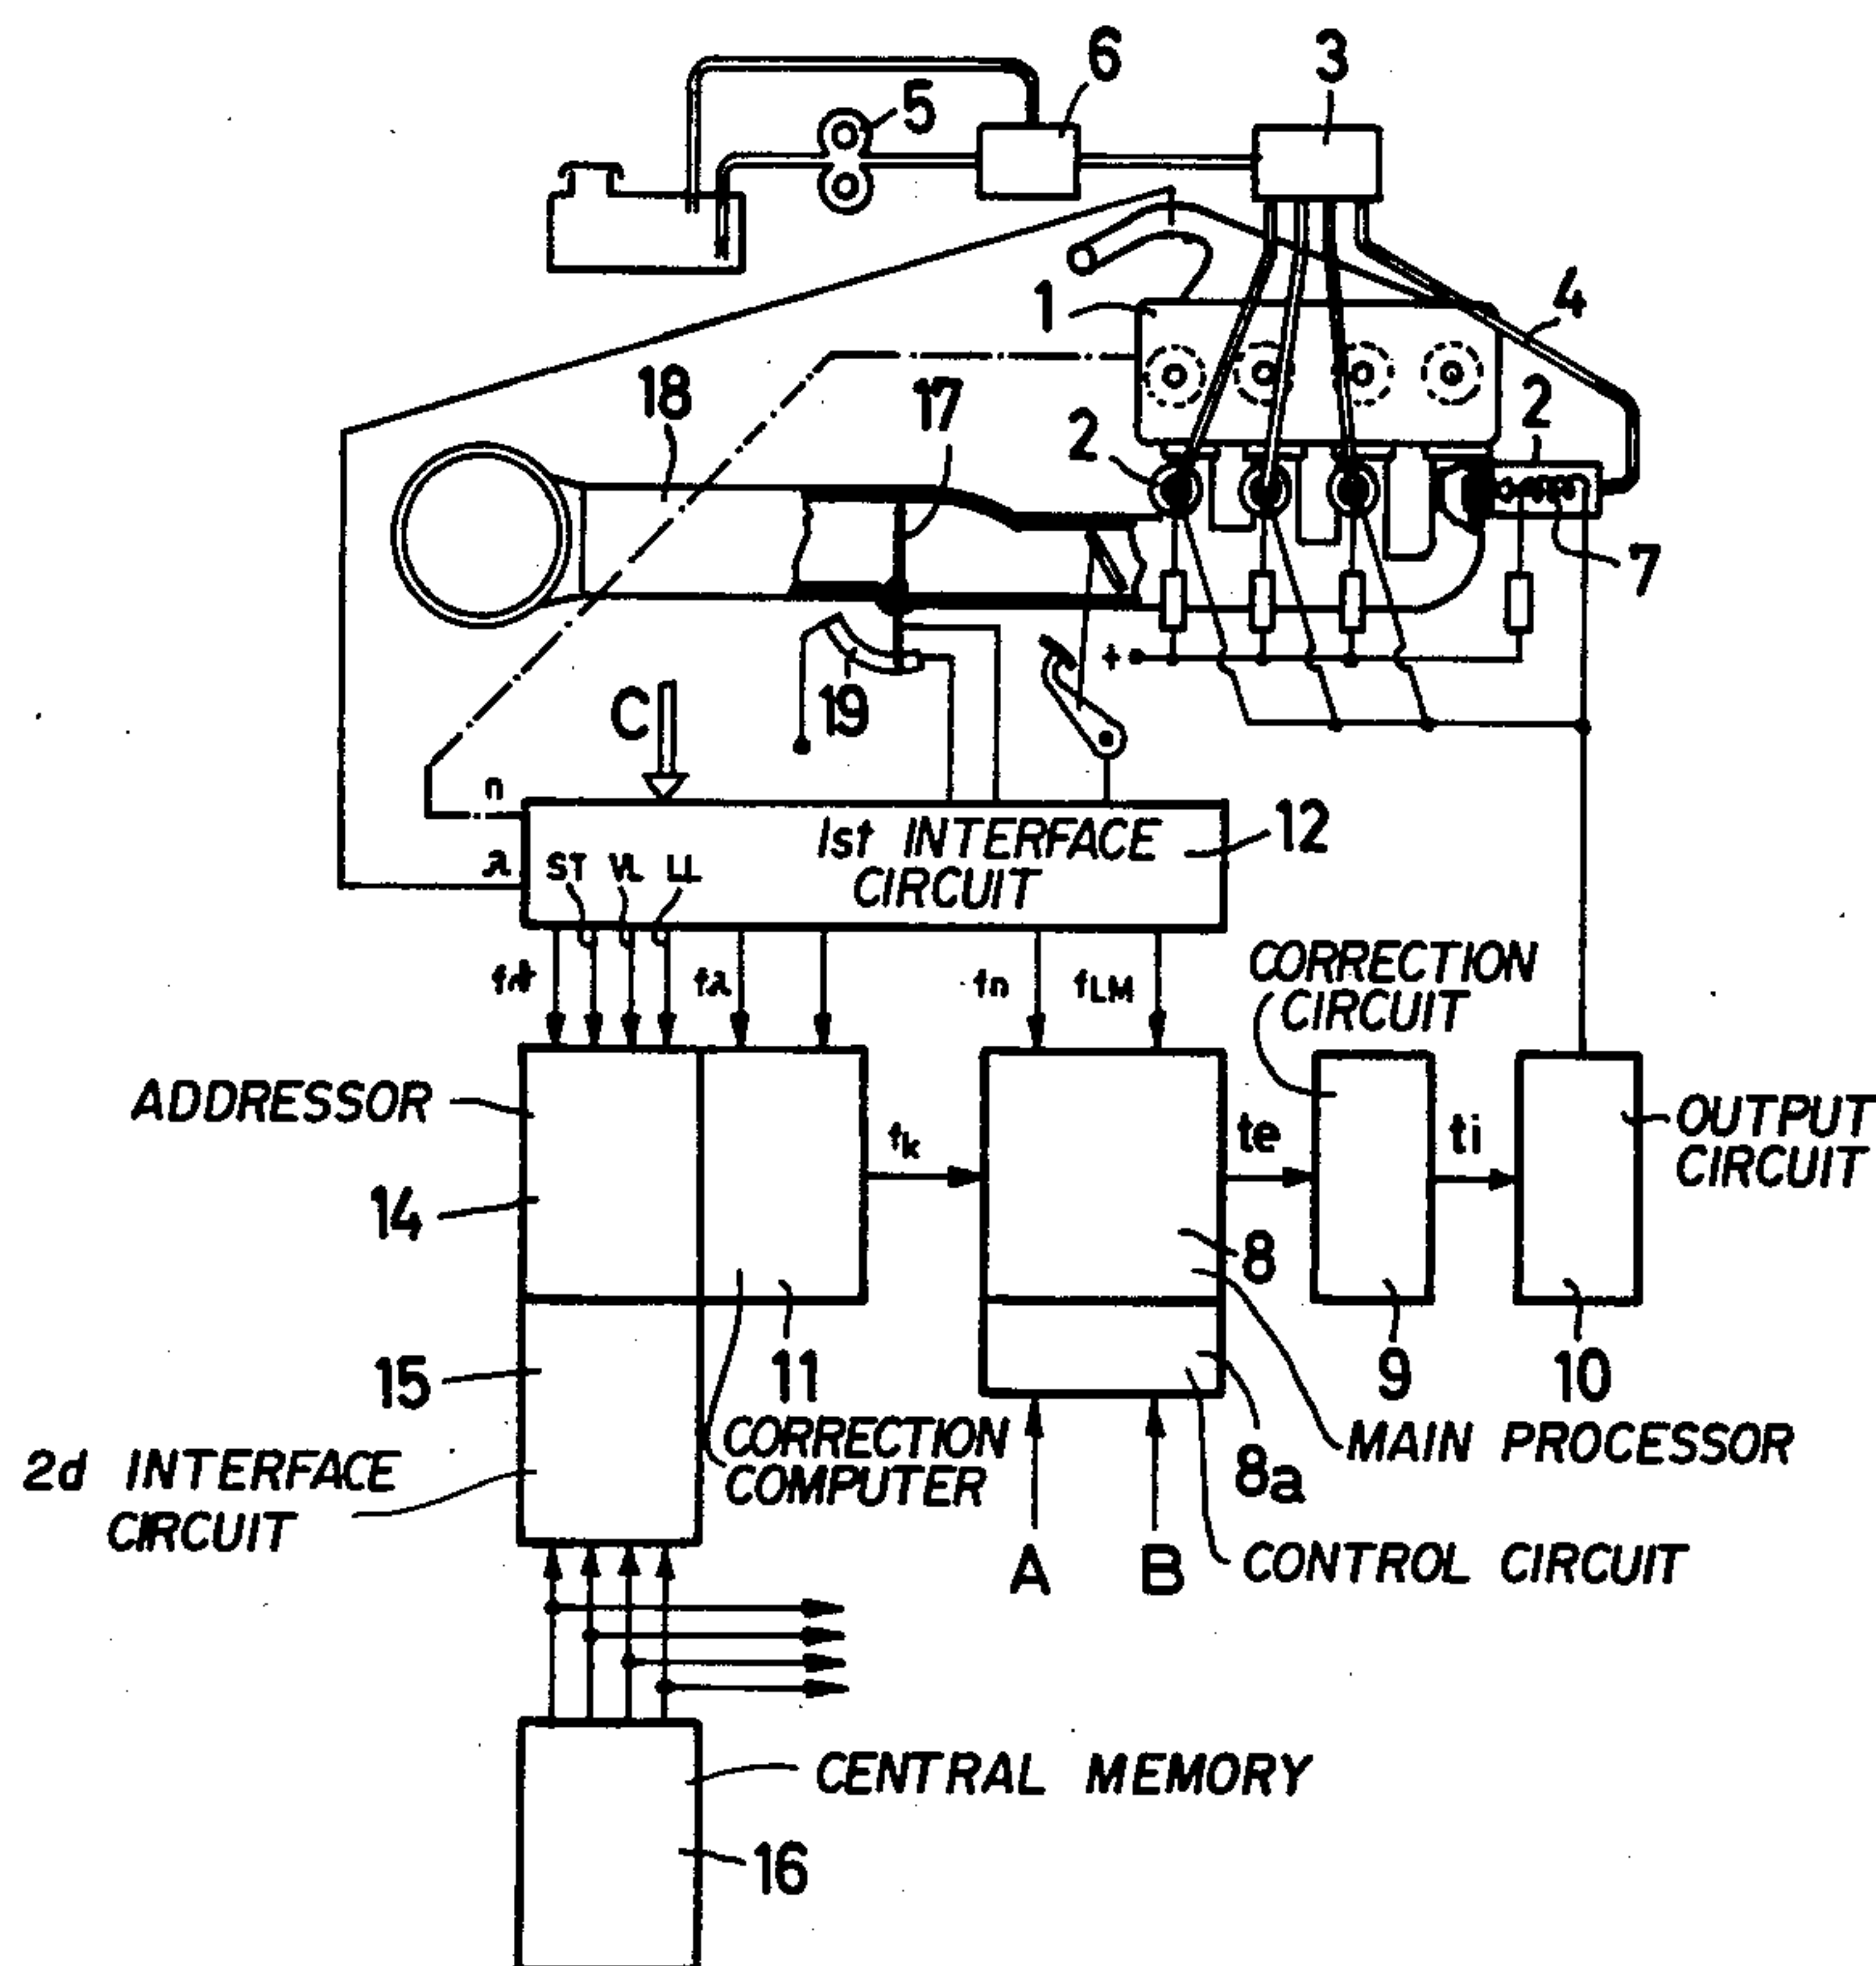 6
3
5
1
4
18
17
2
2
7
+
19
C
n
λ
ST VL LL
1st INTERFACE
CIRCUIT
12
fλ
fn
fLM
CORRECTION
CIRCUIT
ADDRESSOR
14
tk
te
ti
OUTPUT
CIRCUIT
8
15
11
9
10
CORRECTION
COMPUTER
8a
MAIN PROCESSOR
2d INTERFACE
CIRCUIT
A
B
CONTROL CIRCUIT
CENTRAL MEMORY
16